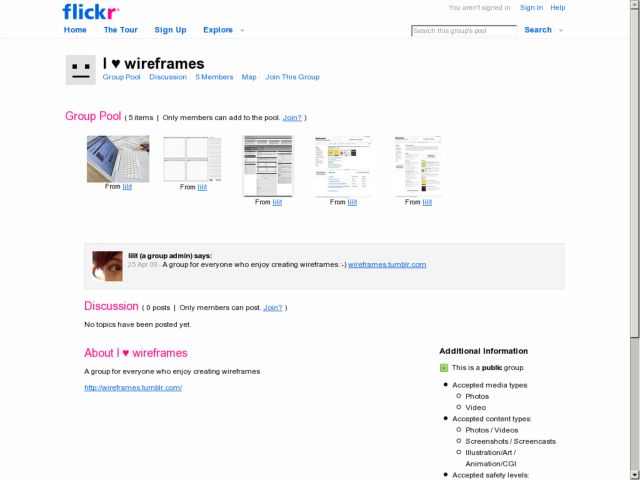 flickr
You aren't signed in Sign In Help
Home The Tour Sign Up Explore
Search this group's pool Search
I ♥ wireframes
Group Pool Discussion 5 Members Map Join This Group
Group Pool ( 5 items | Only members can add to the pool. Join? )
From lilit From lilit From lilit From lilit From lilit
lilit (a group admin) says:
25 Apr 09 - A group for everyone who enjoy creating wireframes :-) wireframes.tumblr.com
Discussion ( 0 posts | Only members can post. Join? )
No topics have been posted yet.
About I ♥ wireframes
A group for everyone who enjoy creating wireframes
http://wireframes.tumblr.com/
Additional Information
This is a public group.
Accepted media types:
Photos
Video
Accepted content types:
Photos / Videos
Screenshots / Screencasts
Illustration/Art /
Animation/CGI
Accepted safety levels: